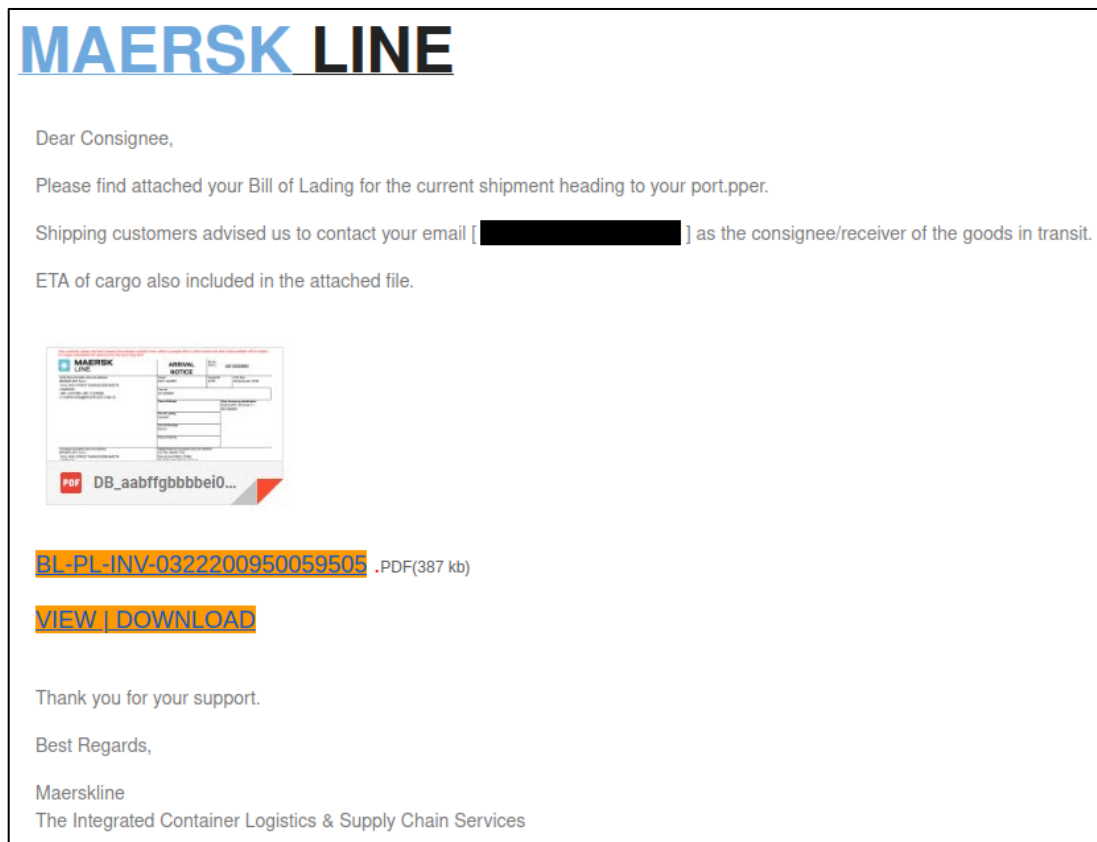 MAERSK LINE
Dear Consignee,
Please find attached your Bill of Lading for the current shipment heading to your port.pper.
Shipping customers advised us to contact your email [ ] as the consignee/receiver of the goods in transit.
ETA of cargo also included in the attached file.
MAERSK
LINE
ARRIVAL
NOTICE
PDF DB_aabffgbbbbei0...
BL-PL-INV-0322200950059505 .PDF(387 kb)
VIEW | DOWNLOAD
Thank you for your support.
Best Regards,
Maerskline
The Integrated Container Logistics & Supply Chain Services